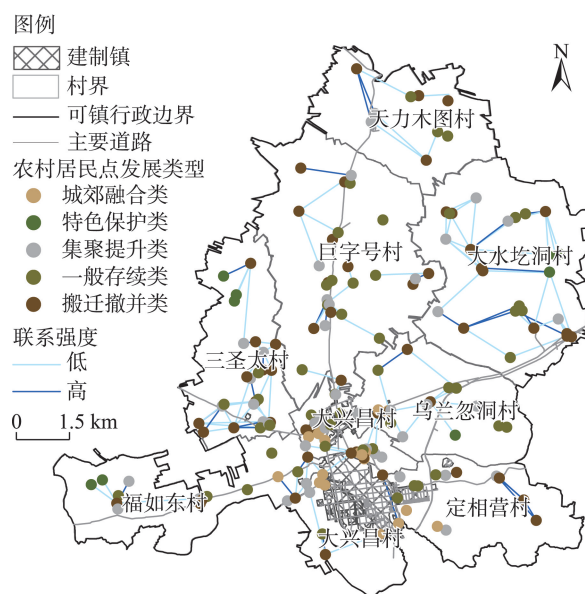 图例
建制镇
村界
可镇行政边界
主要道路
农村居民点发展类型
城郊融合类
特色保护类
集聚提升类
一般存续类
搬迁撤并类
联系强度
低
高
0 1.5 km
N
天力木图村
巨字号村
大水圪洞村
三圣太村
大兴昌村
乌兰忽洞村
福如东村
定相营村
大兴昌村